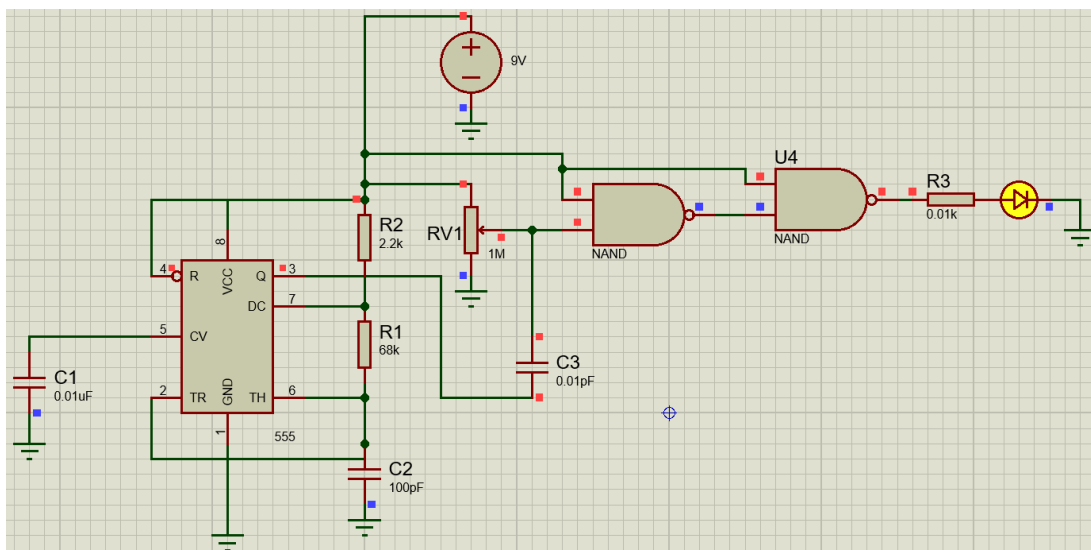 9V
U4
NAND
NAND
R3
0.01k
R2
2.2k
RV1
1M
4
R
8
VCC
Q
3
DC
7
5
CV
2
TR
GND
TH
6
1
555
R1
68k
C1
0.01uF
C3
0.01pF
C2
100pF